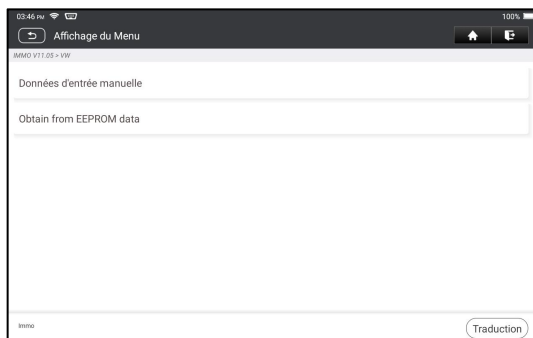 03:46 PM
100%
Affichage du Menu
IMMO V11.05 > VW
Données d'entrée manuelle
Obtain from EEPROM data
Immo
Traduction